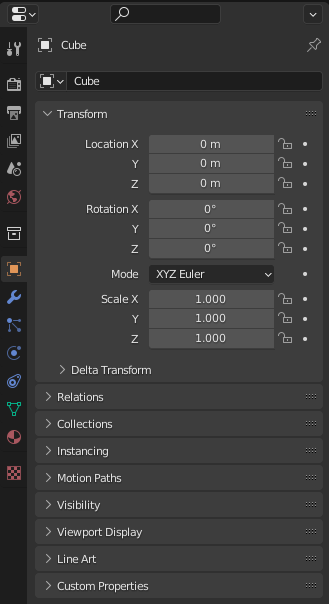 Cube
Cube
Transform
Location X 0 m
Y 0 m
Z 0 m
Rotation X 0°
Y 0°
Z 0°
Mode XYZ Euler
Scale X 1.000
Y 1.000
Z 1.000
Delta Transform
Relations
Collections
Instancing
Motion Paths
Visibility
Viewport Display
Line Art
Custom Properties